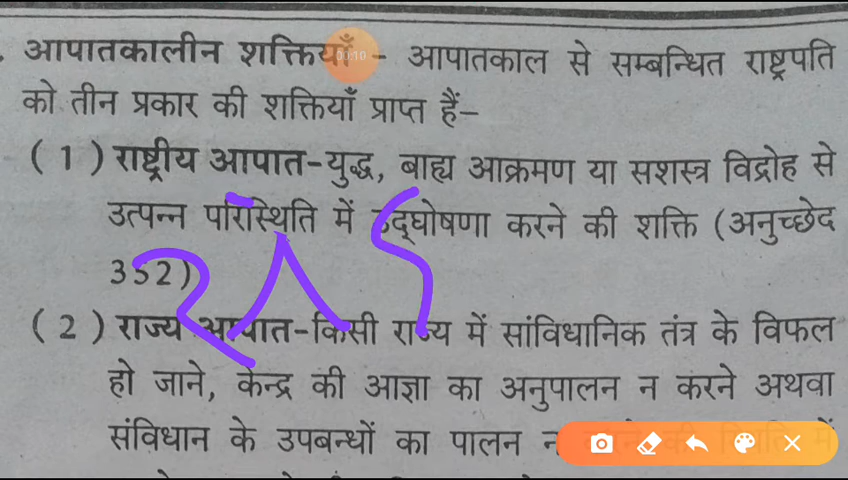 आपातकालीन शक्तियाँ - आपातकाल से सम्बन्धित राष्ट्रपति
को तीन प्रकार की शक्तियाँ प्राप्त हैं–
( 1 ) राष्ट्रीय आपात–युद्ध, बाह्य आक्रमण या सशस्त्र विद्रोह से
उत्पन्न परिस्थिति में उद्घोषणा करने की शक्ति (अनुच्छेद
352)
( 2 ) राज्य आपात–किसी राज्य में सांविधानिक तंत्र के विफल
हो जाने, केन्द्र की आज्ञा का अनुपालन न करने अथवा
संविधान के उपबन्धों का पालन न